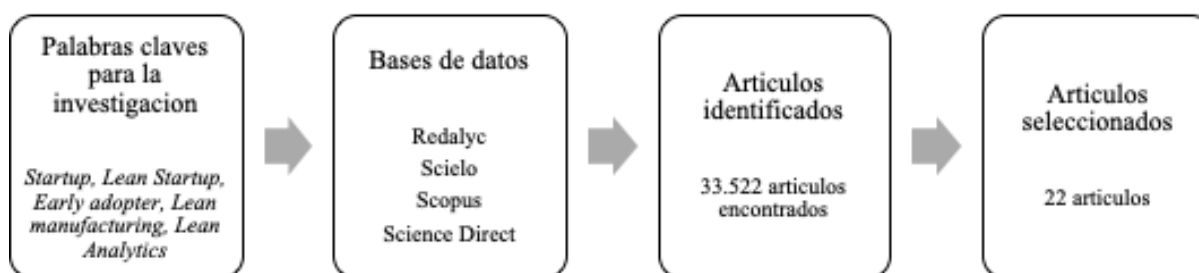 Palabras claves
para la
investigacion
Startup, Lean Startup,
Early adopter, Lean
manufacturing, Lean
Analytics
Bases de datos
Redalyc
Scielo
Scopus
Science Direct
Articulos
identificados
33.522 articulos
encontrados
Articulos
seleccionados
22 articulos